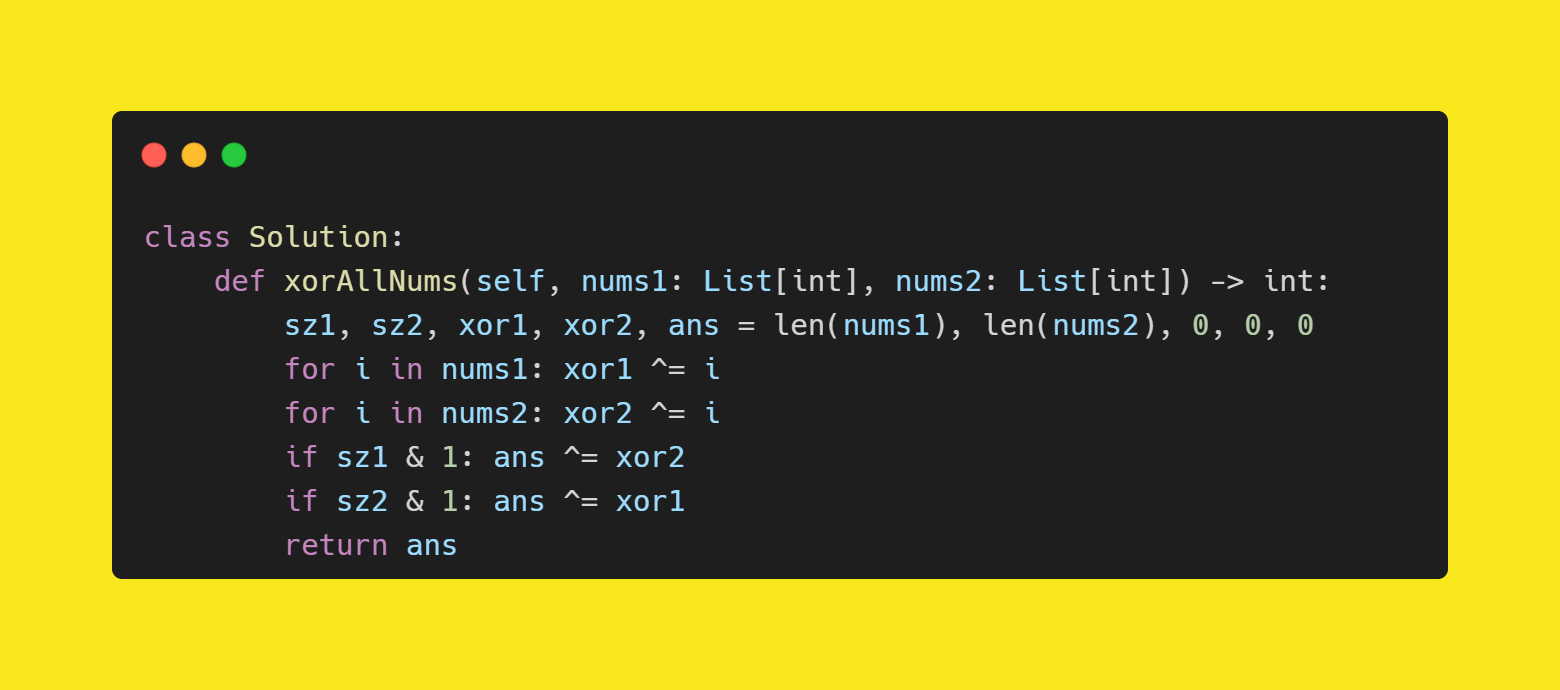 class Solution:
    def xorAllNums(self, nums1: List[int], nums2: List[int]) -> int:
        sz1, sz2, xor1, xor2, ans = len(nums1), len(nums2), 0, 0, 0
        for i in nums1: xor1 ^= i
        for i in nums2: xor2 ^= i
        if sz1 & 1: ans ^= xor2
        if sz2 & 1: ans ^= xor1
        return ans